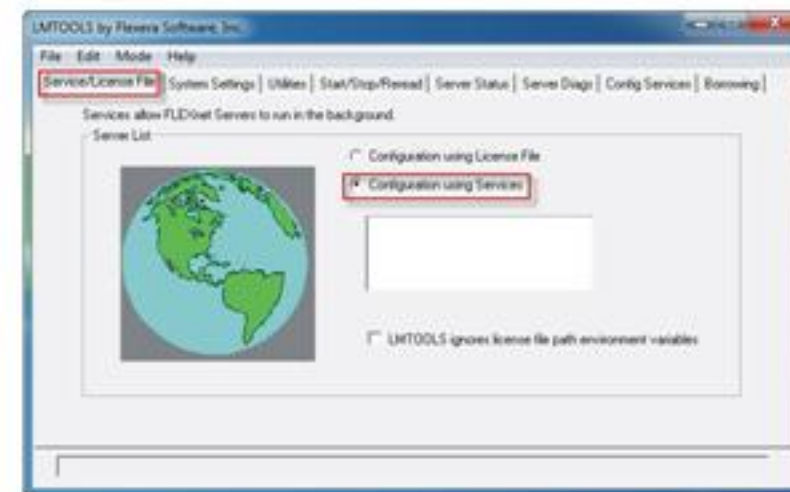 LMTOOLS by Flexera Software, Inc.
File Edit Mode Help
Service/License File System Settings | Utilities | Start/Stop/Reread | Server Status | Server Diags | Config Services | Borrowing |
Services allow FLEXnet Servers to run in the background.
Server List
Configuration using License File
Configuration using Services
LMTOOLS ignores license file path environment variables